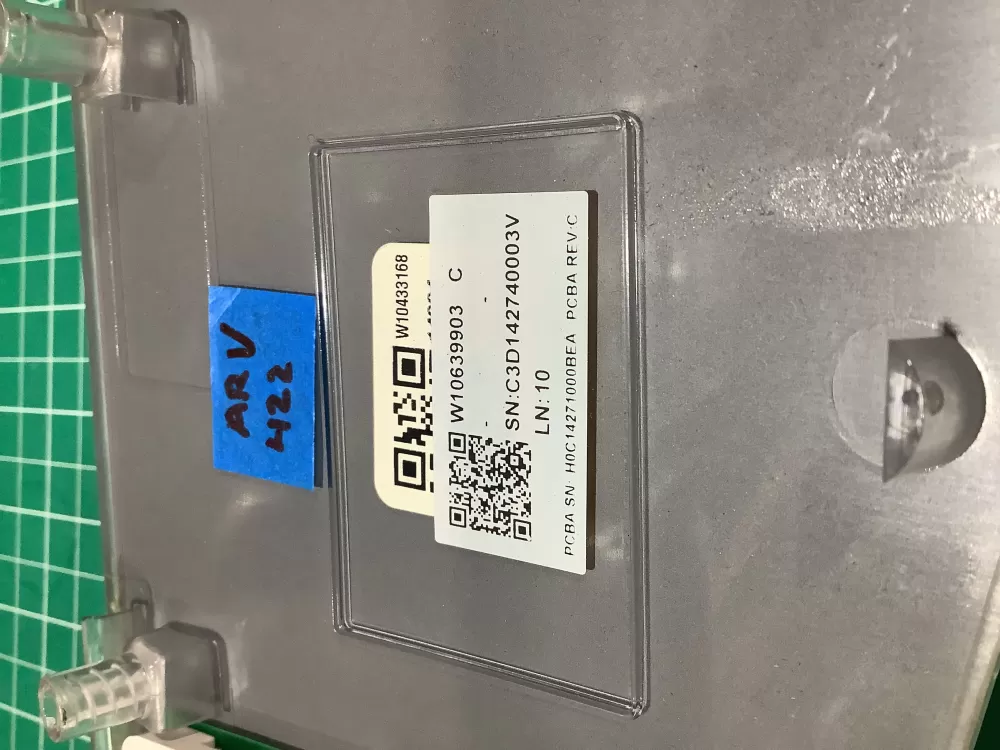 ARV
422
W10433168
W10639903 C
- -
SN:C3D142740003V
LN: 10
PCBA SN: H0C14271000BEA PCBA REV:C